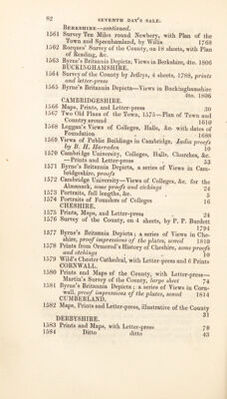 82 SEVENTH DAY'S SALE.
BERKSHIRE—continued.
1561 Survey Ten Miles round Newbery, with Plan of the
Town and Speenhamland, by Willis 1768
1562 Rocques' Survey of the County, on 18 sheets, with Plan
of Reading, &c.
1563 Byrne's Britannia Depicta; Views in Berkshire, 4to. 1806
BUCKINGHAMSHIRE.
1564 Survey of the County by Jefferys, 4 sheets, 1788, prints
and letter-press
1565 Byrne's Britannia Depicta—Views in Buckinghamshire
4to. 1806
CAMBRIDGESHIRE.
1566 Maps, Prints, and Letter-press 30
1567 Two Old Plans of the Town, 1575—Plan of Town and
Country around 1610
1568 Loggan's Views of Colleges, Halls, &c. with dates of
Foundation 1688
1569 Views of Public Buildings in Cambridge, India proofs
by B. H. Harraden 10
1570 Cambridge University, Colleges, Halls, Churches, &c.
—Prints and Letter-press 53
1571 Byrne's Britannia Depicta, a series of Views in Cam-
bridgeshire, proofs
1572 Cambridge University—Views of Colleges, &c. for the
Almanack, some proofs and etchings 24
1573 Portraits, full lengths, &c. 5
1574 Portraits of Founders of Colleges 16
CHESHIRE.
1575 Prints, Maps, and Letter-press 24
1576 Survey of the County, on 4 sheets, by P. P. Burdett
1794
1577 Byrne's Britannia Depicta; a series of Views in Che-
shire, proof impressions of the plates, sewed 1810
1578 Prints from Ormerod's History of Cheshire, some proofs
and etchings 10
1579 Wild's Chester Cathedral, with Letter-press and 6 Prints
CORNWALL.
1580 Prints and Maps of the County, with Letter-press—
Martin's Survey of the County, large sheet 74
1581 Byrne's Britannia Depicta; a series of Views in Corn-
wall, proof impressions of the plates, sewed 1814
CUMBERLAND.
1582 Maps, Prints and Letter-press, illustrative of the County
31
DERBYSHIRE.
1583 Prints and Maps, with Letter-press 78
1584 Ditto ditto 43